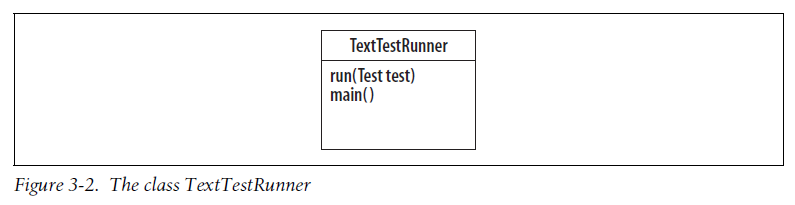 TextTestRunner
run(Test test)
main()
Figure 3-2. The class TextTestRunner